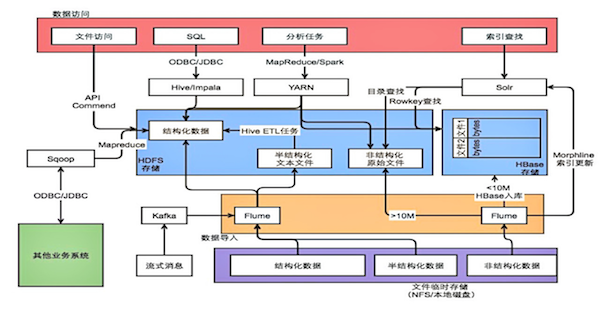 数据访问
文件访问
SQL
分析任务
索引查找
ODBC/JDBC
MapReduce/Spark
Hive/Impala
YARN
Solr
API
Commend
目录查找
Rowkey查找
结构化数据
Hive ETL任务
Mapreduce
HDFS
存储
半结构化
文本文件
非结构化
原始文件
文件1
bytes
文件2
bytes
HBase
存储
Morphline
索引更新
Sqoop
ODBC/JDBC
<10M
HBase入库
Kafka
Flume
>10M
Flume
数据导入
其他业务系统
流式消息
结构化数据
半结构化数据
非结构化数据
文件临时存储
(NFS/本地磁盘)